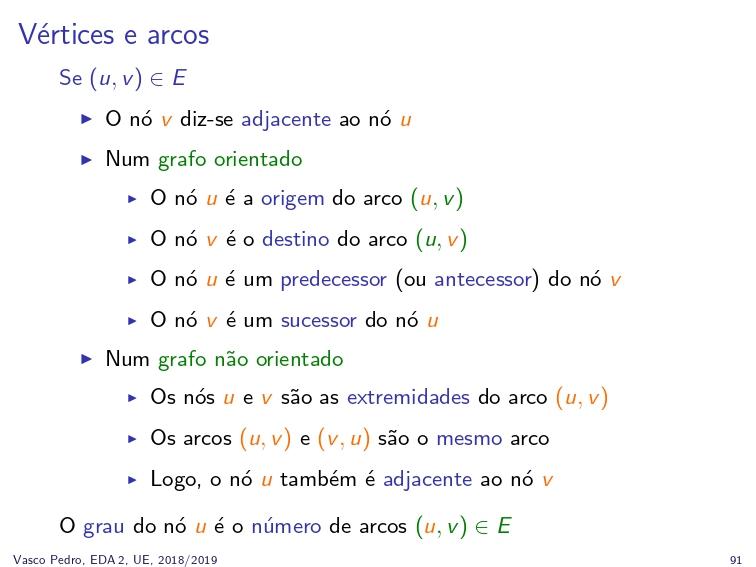 Vértices e arcos
Se (u, v) ∈ E
▶ O nó v diz-se adjacente ao nó u
▶ Num grafo orientado
▶ O nó u é a origem do arco (u, v)
▶ O nó v é o destino do arco (u, v)
▶ O nó u é um predecessor (ou antecessor) do nó v
▶ O nó v é um sucessor do nó u
▶ Num grafo não orientado
▶ Os nós u e v são as extremidades do arco (u, v)
▶ Os arcos (u, v) e (v, u) são o mesmo arco
▶ Logo, o nó u também é adjacente ao nó v
O grau do nó u é o número de arcos (u, v) ∈ E
Vasco Pedro, EDA 2, UE, 2018/2019 91